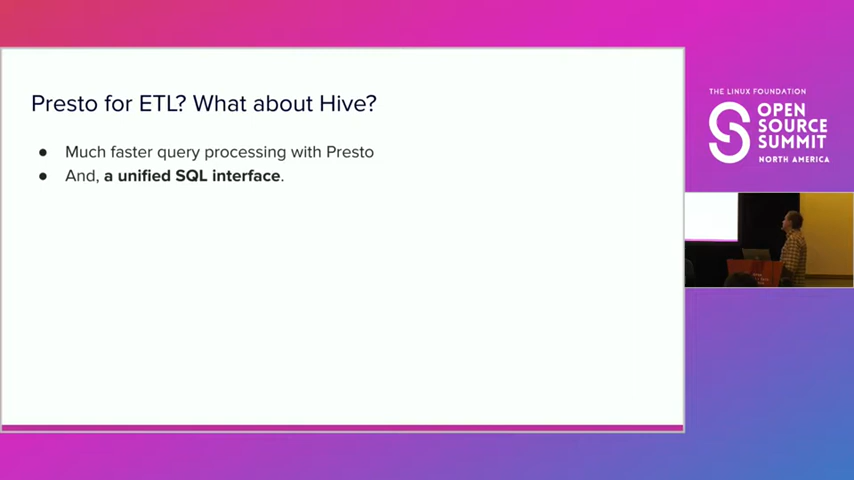 Presto for ETL? What about Hive?
● Much faster query processing with Presto
● And, a unified SQL interface.
THE LINUX FOUNDATION
OPEN
SOURCE
SUMMIT
NORTH AMERICA